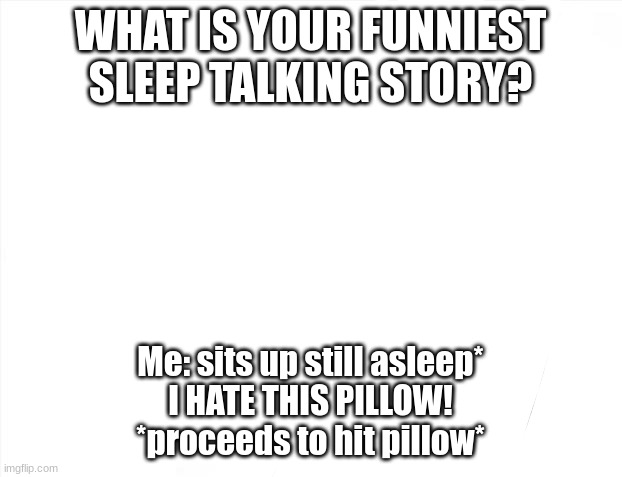 WHAT IS YOUR FUNNIEST
SLEEP TALKING STORY?
Me: sits up still asleep*
I HATE THIS PILLOW!
*proceeds to hit pillow*
imgflip.com